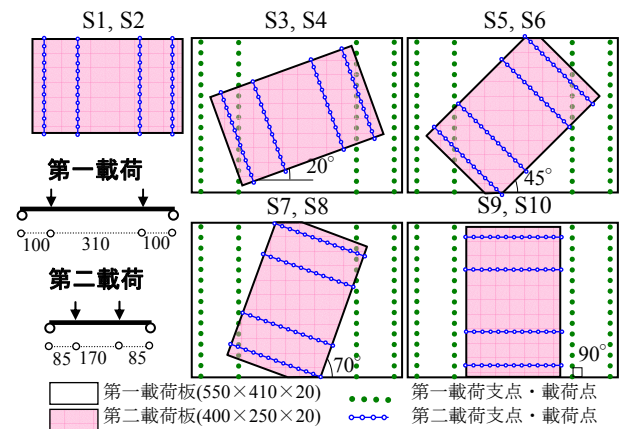 S1, S2
S3, S4
S5, S6
20°
45°
第一載荷
100 310 100
第二載荷
85 170 85
S7, S8
S9, S10
70°
90°
第一載荷板(550×410×20) 第一載荷支点・載荷点
第二載荷板(400×250×20) 第二載荷支点・載荷点